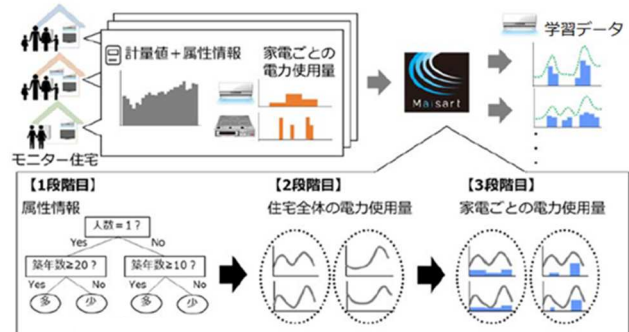 計量値+属性情報
家電ごとの
電力使用量
Maisart
学習データ
モニター住宅
【1段階目】
属性情報
人数=1?
Yes
No
築年数≥20?
築年数≥10?
Yes
No
Yes
No
多
少
多
少
【2段階目】
住宅全体の電力使用量
【3段階目】
家電ごとの電力使用量